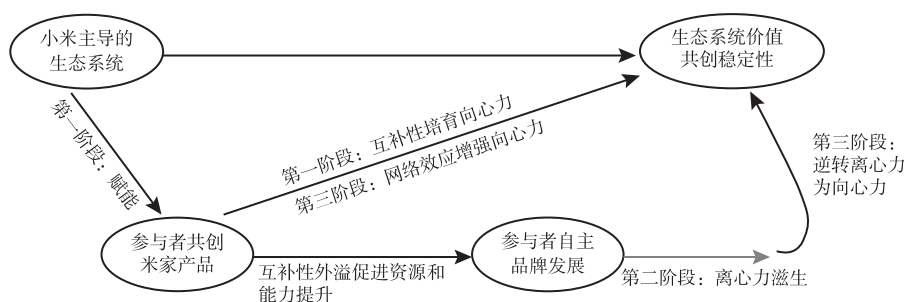 小米主导的
生态系统
生态系统价值
共创稳定性
第一阶段：赋能
第一阶段：互补性培育向心力
第三阶段：网络效应增强向心力
第三阶段：
逆转离心力
为向心力
参与者共创
米家产品
互补性外溢促进资源和
能力提升
参与者自主
品牌发展
第二阶段：离心力滋生